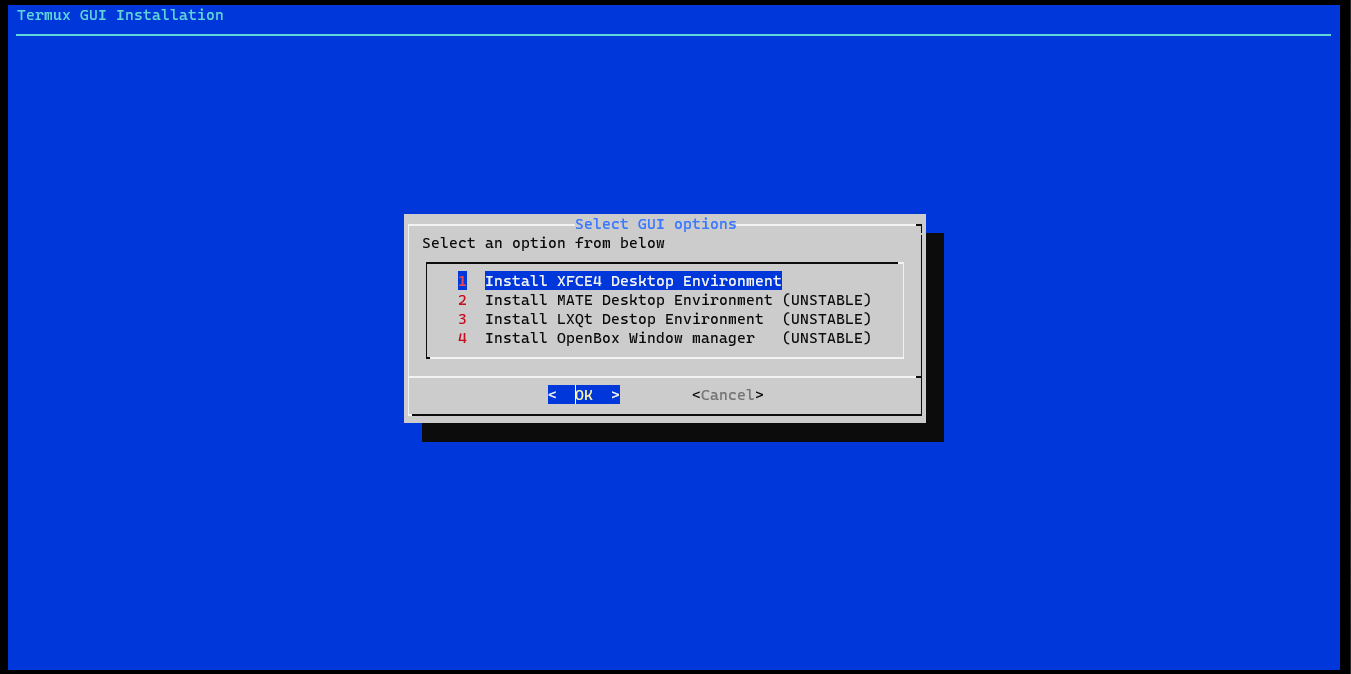 Termux GUI Installation
Select GUI options
Select an option from below
1 Install XFCE4 Desktop Environment
2 Install MATE Desktop Environment (UNSTABLE)
3 Install LXQt Destop Environment (UNSTABLE)
4 Install OpenBox Window manager (UNSTABLE)
< OK > <Cancel>